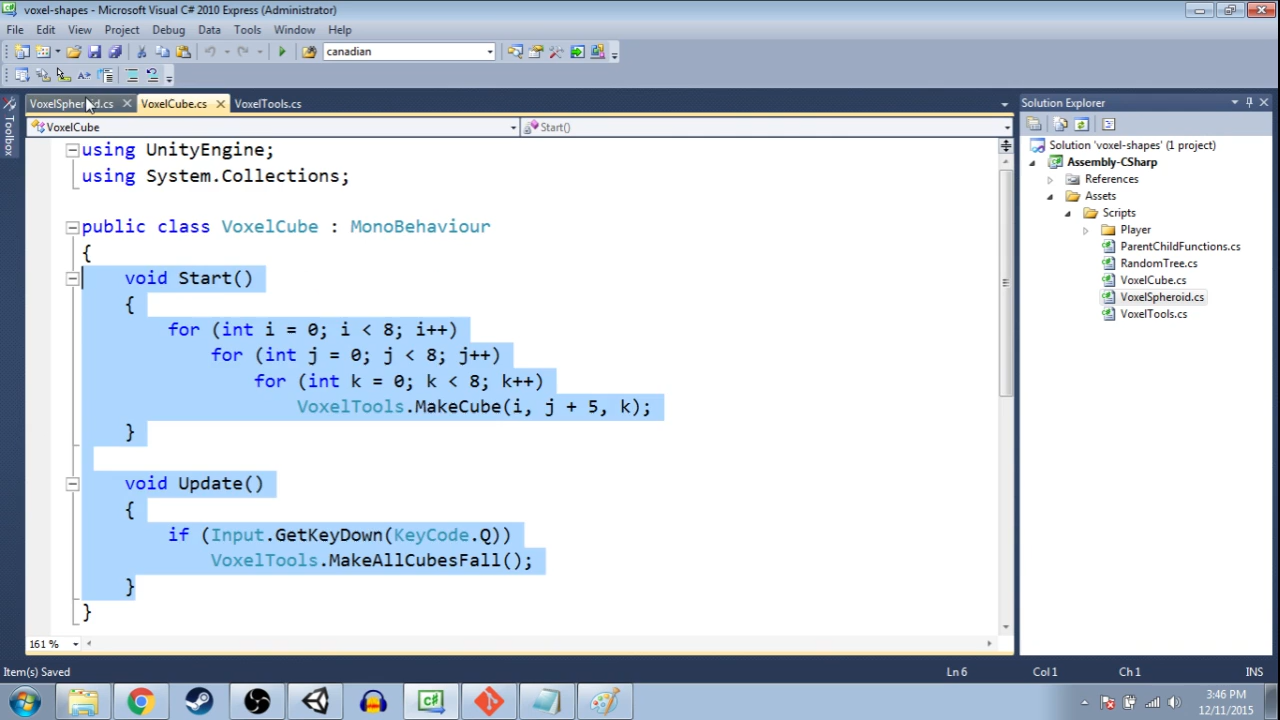 voxel-shapes - Microsoft Visual C# 2010 Express (Administrator)
File Edit View Project Debug Data Tools Window Help
canadian
VoxelSpheroid.cs VoxelCube.cs VoxelTools.cs
VoxelCube Start()
Toolbox
using UnityEngine;
using System.Collections;
public class VoxelCube : MonoBehaviour
{
void Start()
{
for (int i = 0; i < 8; i++)
for (int j = 0; j < 8; j++)
for (int k = 0; k < 8; k++)
VoxelTools.MakeCube(i, j + 5, k);
}
void Update()
{
if (Input.GetKeyDown(KeyCode.Q))
VoxelTools.MakeAllCubesFall();
}
}
161 %
Solution Explorer
Solution 'voxel-shapes' (1 project)
Assembly-CSharp
References
Assets
Scripts
Player
ParentChildFunctions.cs
RandomTree.cs
VoxelCube.cs
VoxelSpheroid.cs
VoxelTools.cs
Item(s) Saved Ln 6 Col 1 Ch 1 INS
3:46 PM
12/11/2015